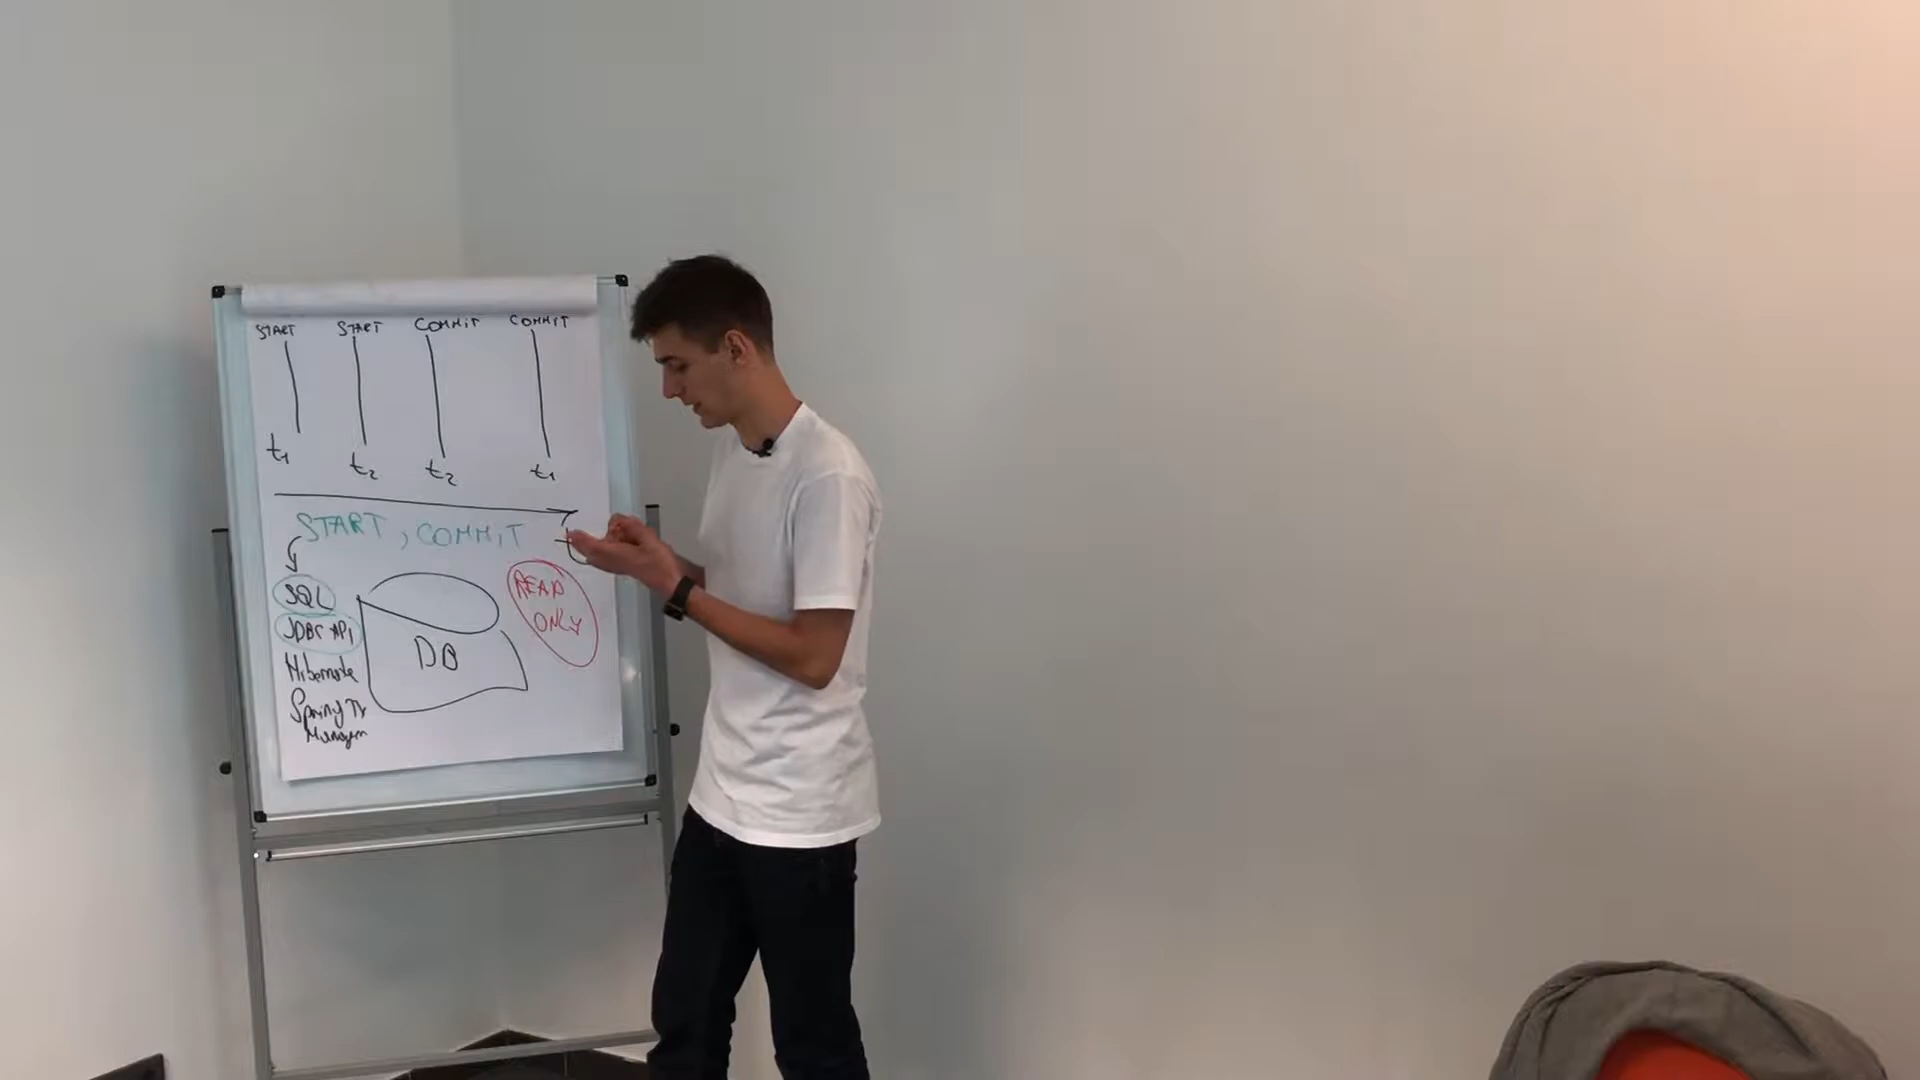 START START COMMIT COMMIT
t1 t2 t2 t1
START, COMMIT t
SQL
JDBC API
Hibernate
Spring Tx
DB
READ
ONLY